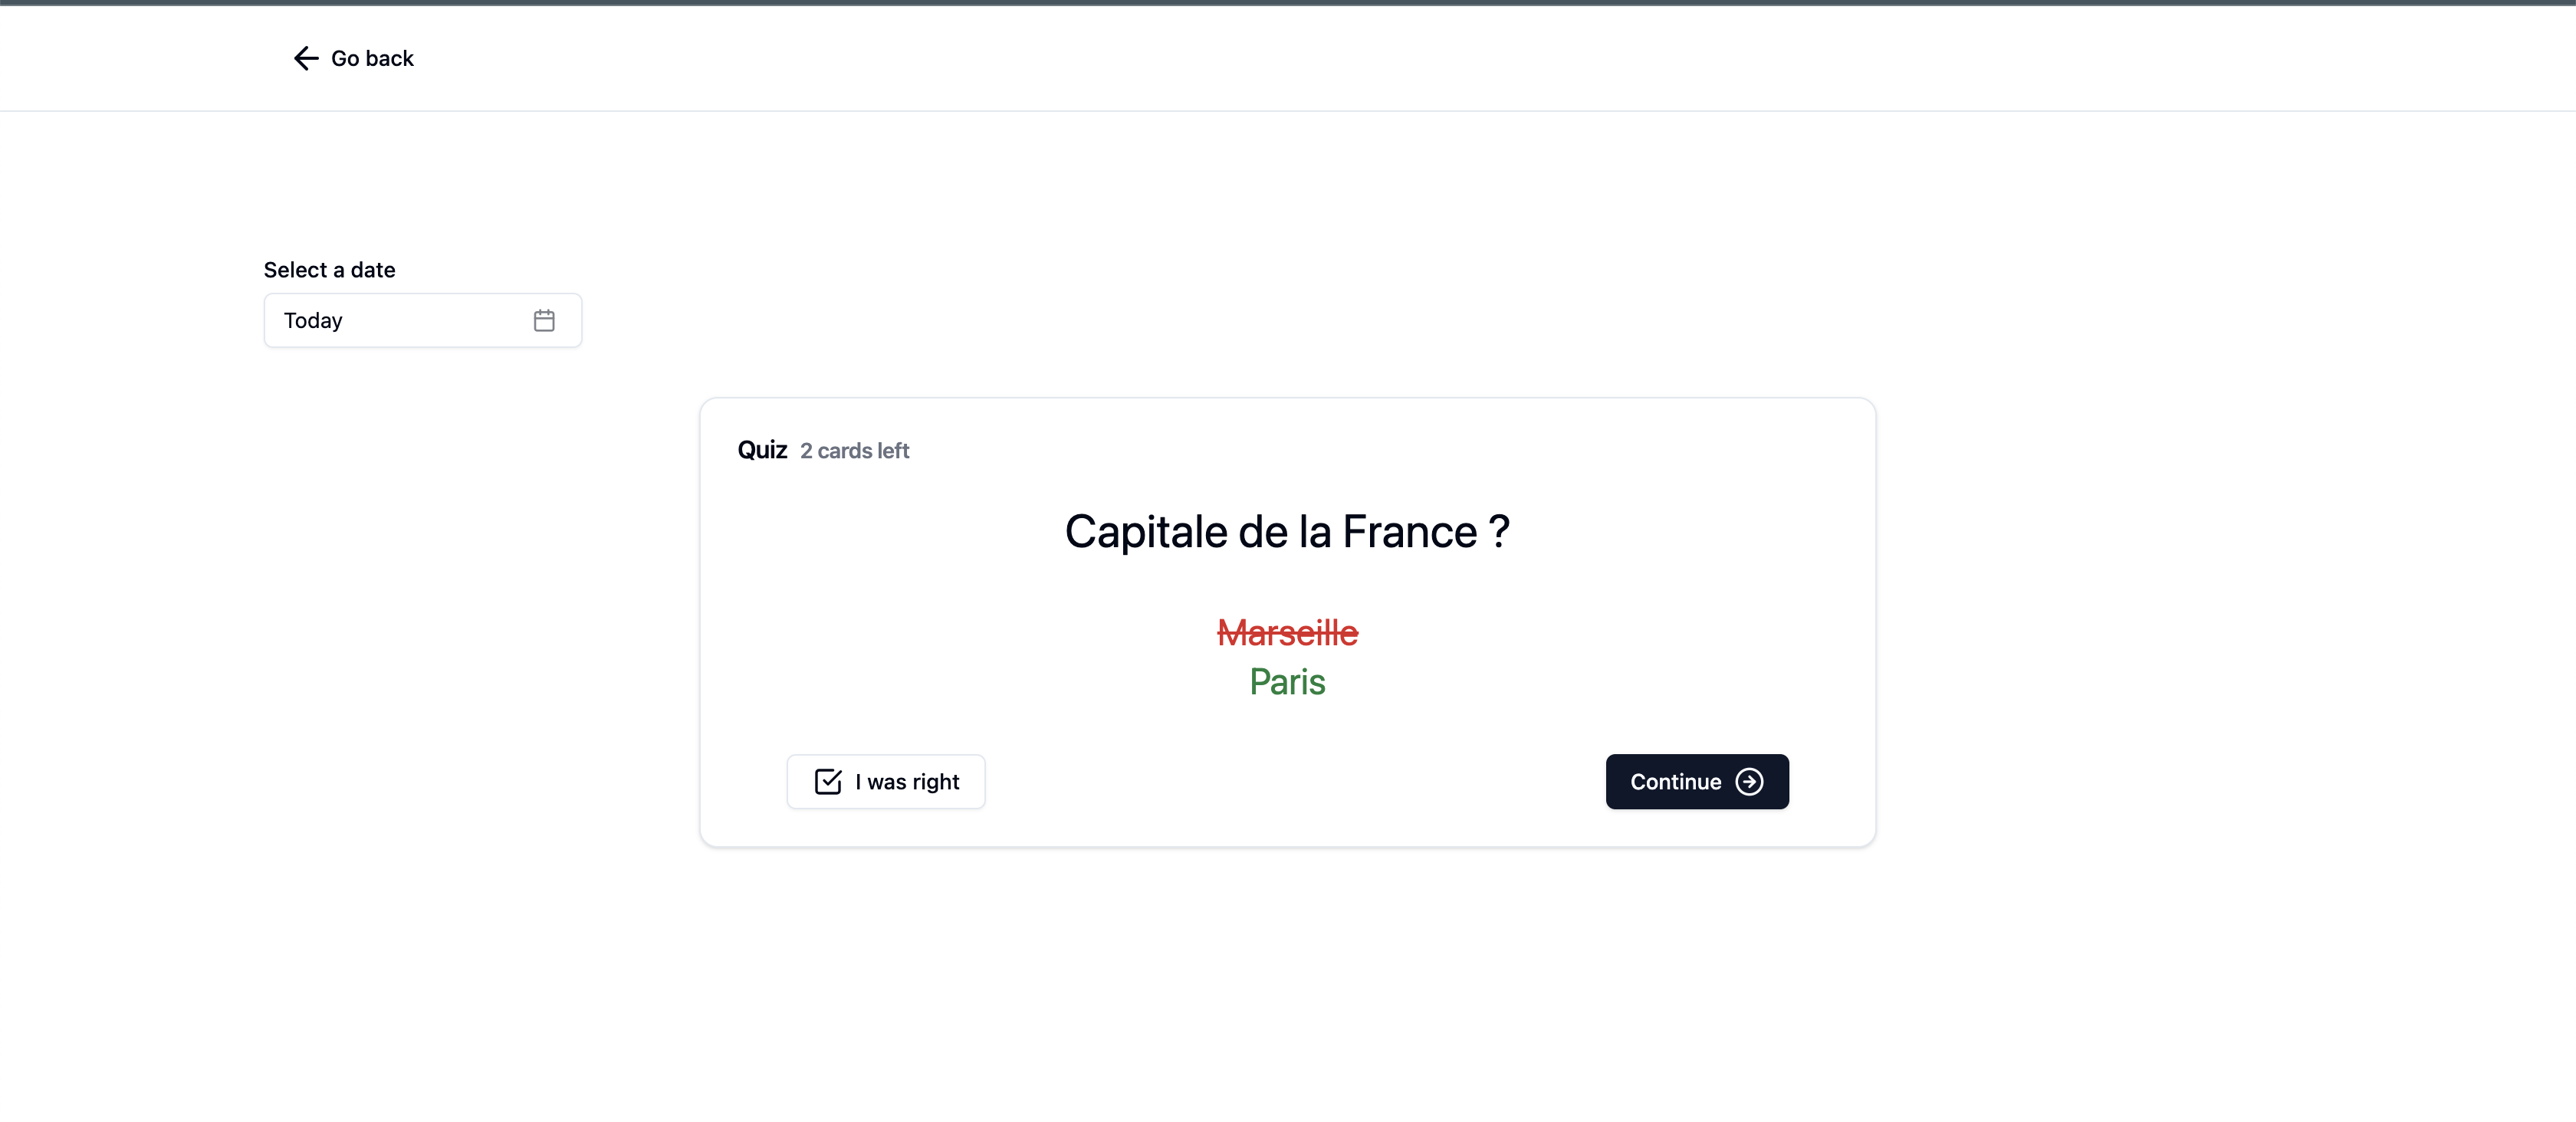 Go back
Select a date
Today
Quiz 2 cards left
Capitale de la France ?
Marseille
Paris
I was right
Continue